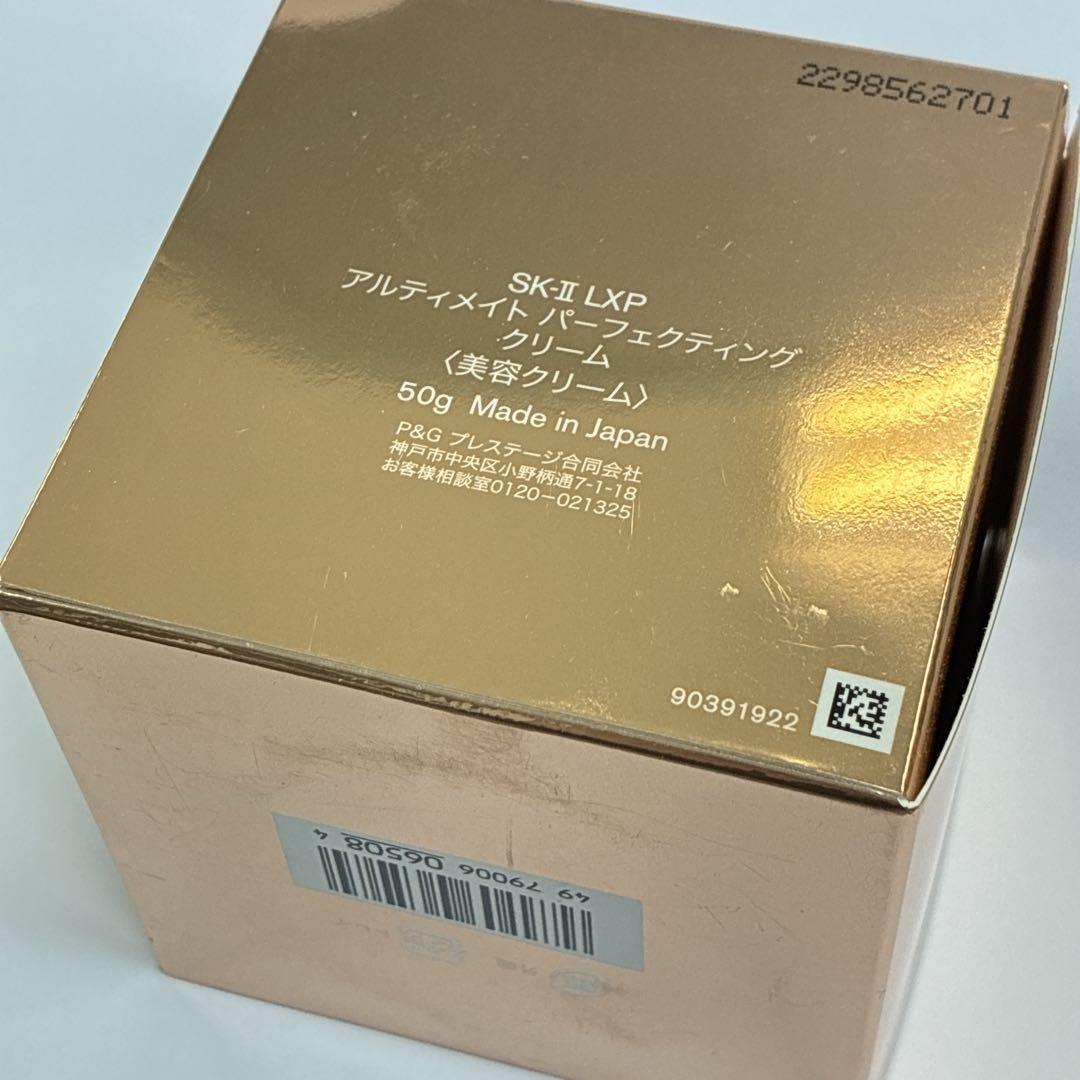 2298562701
SK-II LXP
アルティメイト パーフェクティング
クリーム
〈美容クリーム〉
50g Made in Japan
P&G プレステージ合同会社
神戸市中央区小野柄通7-1-18
お客様相談室0120-021325
90391922
49 79006 06508 4